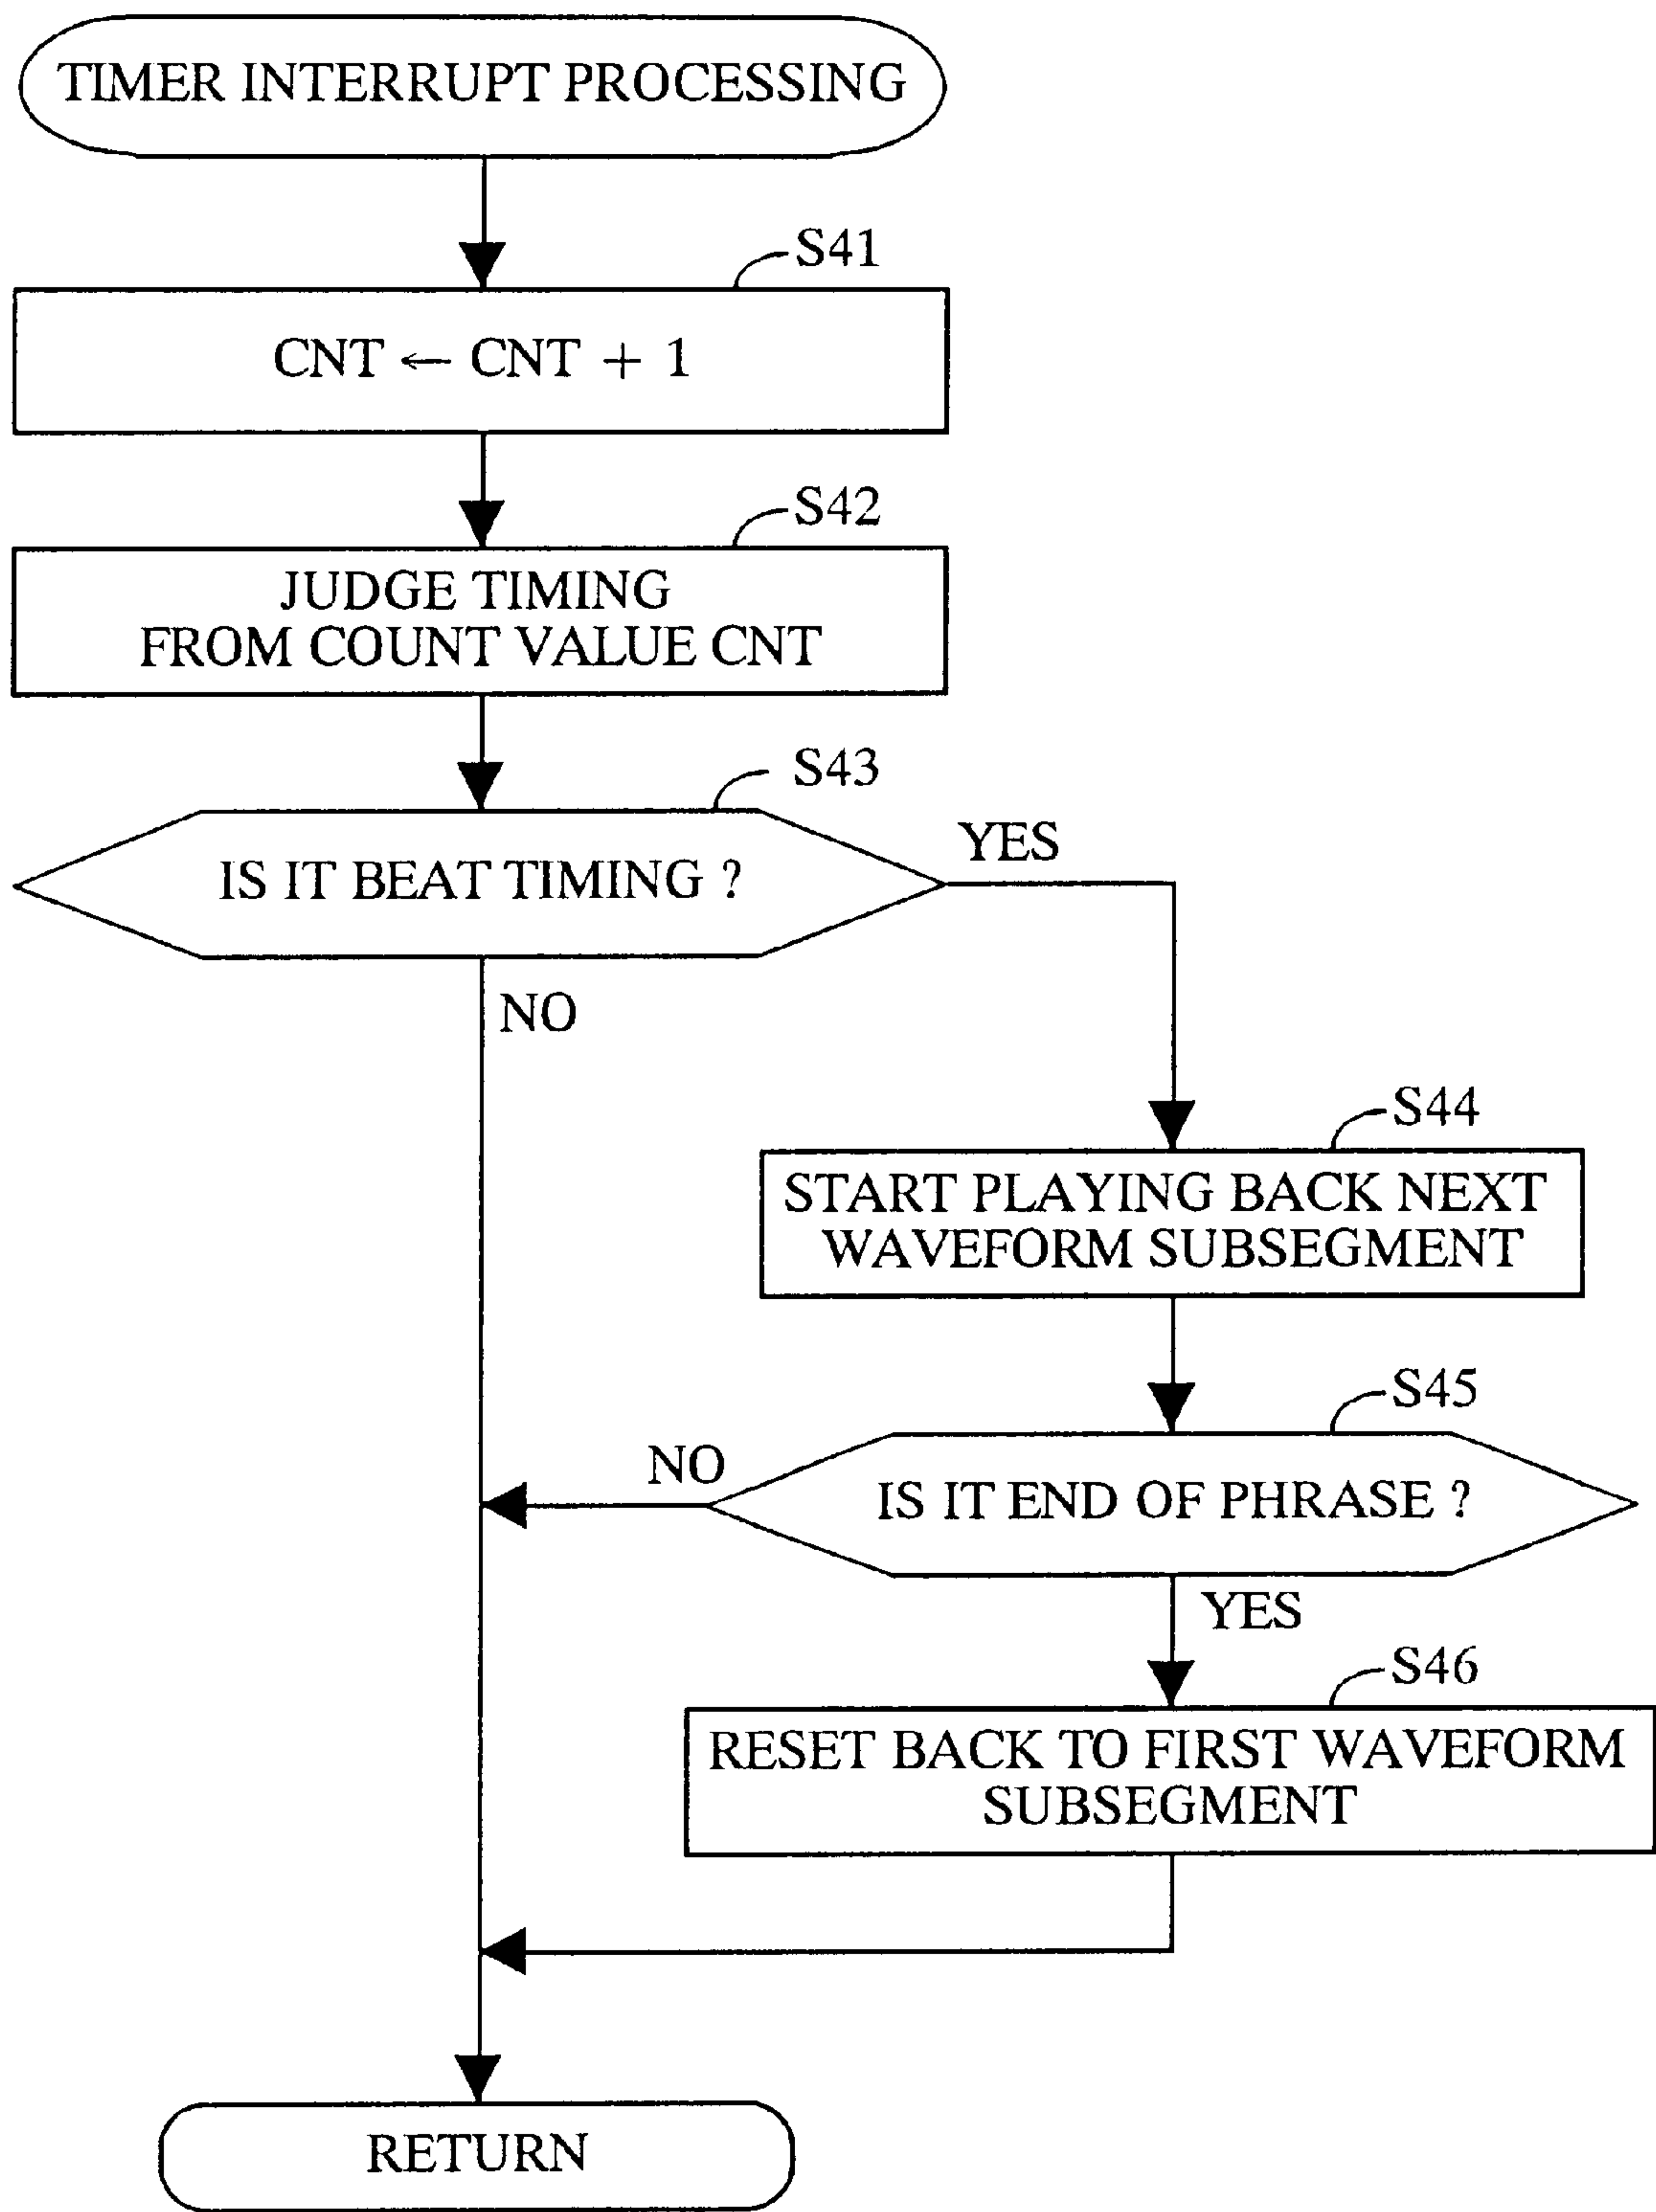 TIMER INTERRUPT PROCESSING
S41
CNT ← CNT + 1
S42
JUDGE TIMING
FROM COUNT VALUE CNT
S43
IS IT BEAT TIMING ?
YES
NO
S44
START PLAYING BACK NEXT
WAVEFORM SUBSEGMENT
S45
NO
IS IT END OF PHRASE ?
YES
S46
RESET BACK TO FIRST WAVEFORM
SUBSEGMENT
RETURN